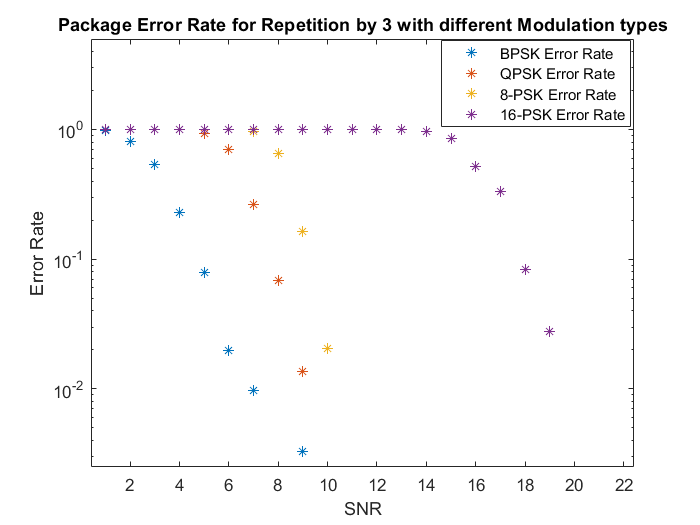 Package Error Rate for Repetition by 3 with different Modulation types
BPSK Error Rate
QPSK Error Rate
8-PSK Error Rate
16-PSK Error Rate
10^0
10^-1
10^-2
Error Rate
2 4 6 8 10 12 14 16 18 20 22
SNR